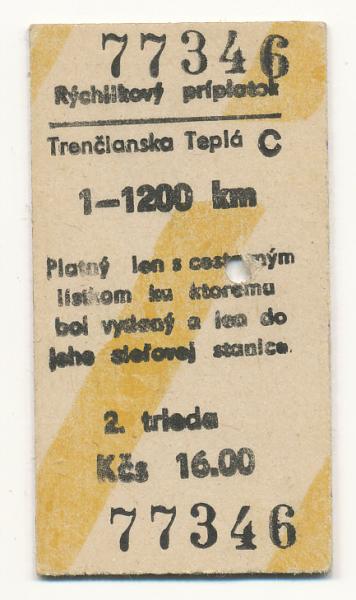 77346
Rýchlikový príplatok
Trenčianska Teplá C
1-1200 km
Platný len s cestovným
lístkom ku ktorému
bol vydaný a len do
jeho sieťovej stanice.
2. trieda
Kčs 16.00
77346